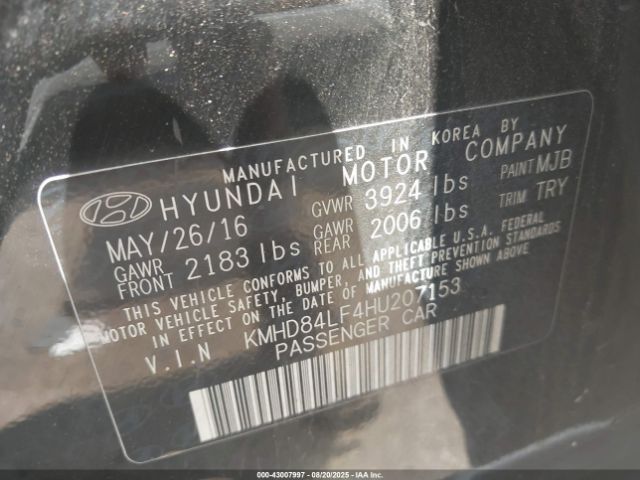 MANUFACTURED IN KOREA BY
HYUNDAI MOTOR COMPANY
MAY/26/16 GVWR 3924 lbs PAINT MJB
GAWR FRONT 2183 lbs GAWR REAR 2006 lbs TRIM TRY
THIS VEHICLE CONFORMS TO ALL APPLICABLE U.S.A. FEDERAL
MOTOR VEHICLE SAFETY, BUMPER, AND THEFT PREVENTION STANDARDS
IN EFFECT ON THE DATE OF MANUFACTURE SHOWN ABOVE.
V.I.N KMHD84LF4HU207153
PASSENGER CAR
000-43007997 - 08/20/2025 - COPYRIGHTED